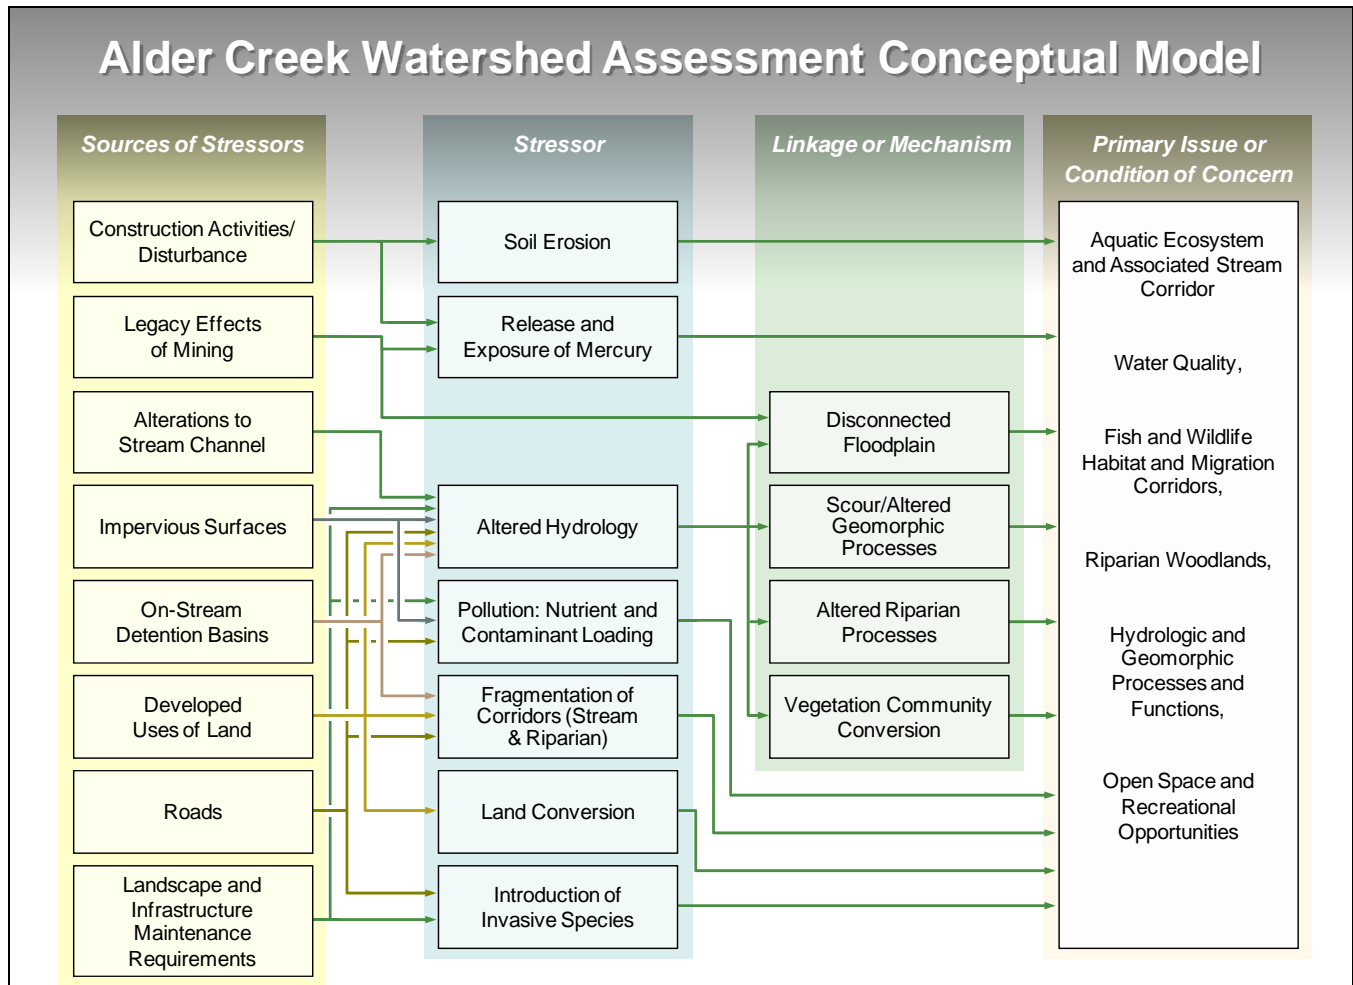 Alder Creek Watershed Assessment Conceptual Model
Sources of Stressors
Construction Activities/
Disturbance
Legacy Effects
of Mining
Alterations to
Stream Channel
Impervious Surfaces
On-Stream
Detention Basins
Developed
Uses of Land
Roads
Landscape and
Infrastructure
Maintenance
Requirements
Stressor
Soil Erosion
Release and
Exposure of Mercury
Altered Hydrology
Pollution: Nutrient and
Contaminant Loading
Fragmentation of
Corridors (Stream
& Riparian)
Land Conversion
Introduction of
Invasive Species
Linkage or Mechanism
Disconnected
Floodplain
Scour/Altered
Geomorphic
Processes
Altered Riparian
Processes
Vegetation Community
Conversion
Primary Issue or
Condition of Concern
Aquatic Ecosystem
and Associated Stream
Corridor
Water Quality,
Fish and Wildlife
Habitat and Migration
Corridors,
Riparian Woodlands,
Hydrologic and
Geomorphic
Processes and
Functions,
Open Space and
Recreational
Opportunities